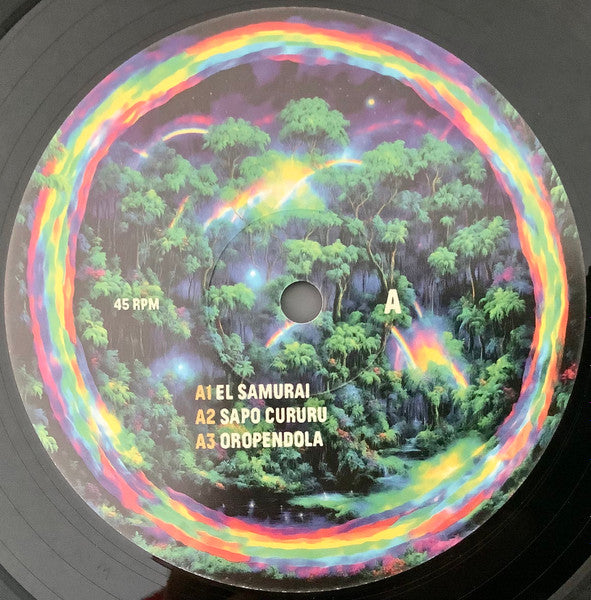 45 RPM
A
A1 EL SAMURAI
A2 SAPO CURURU
A3 OROPENDOLA